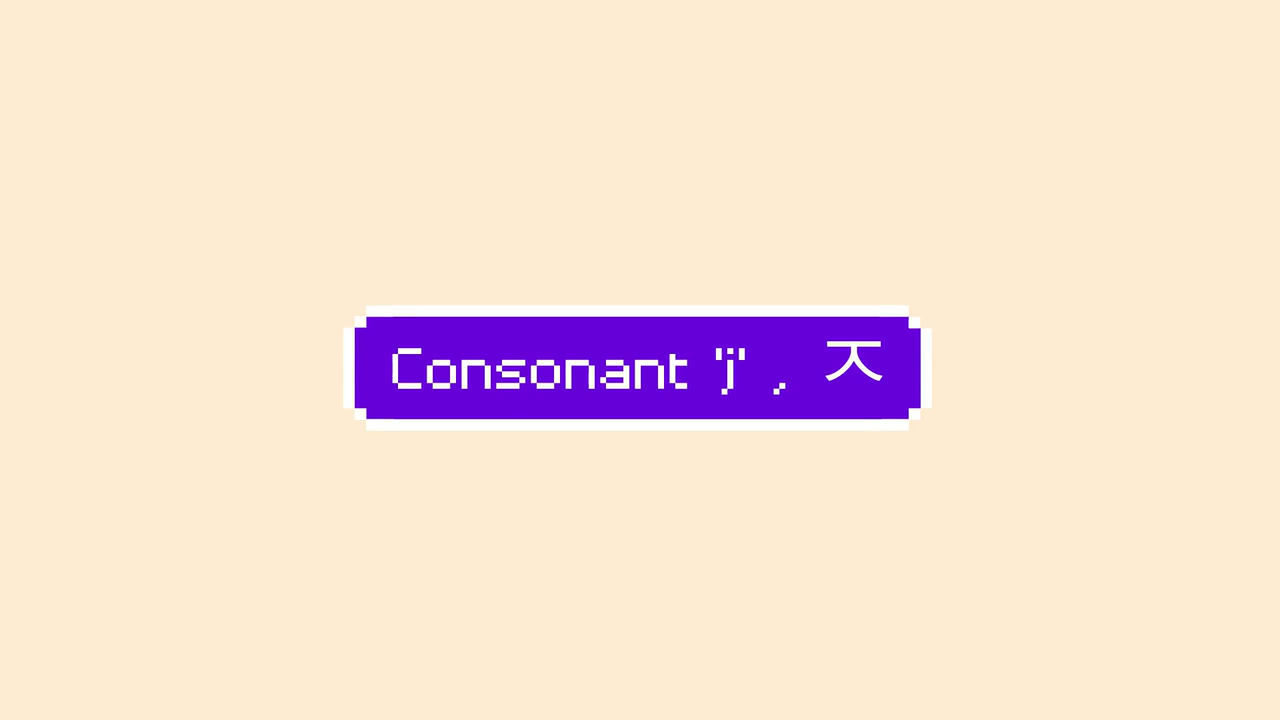 Consonant 'j' , ㅈ